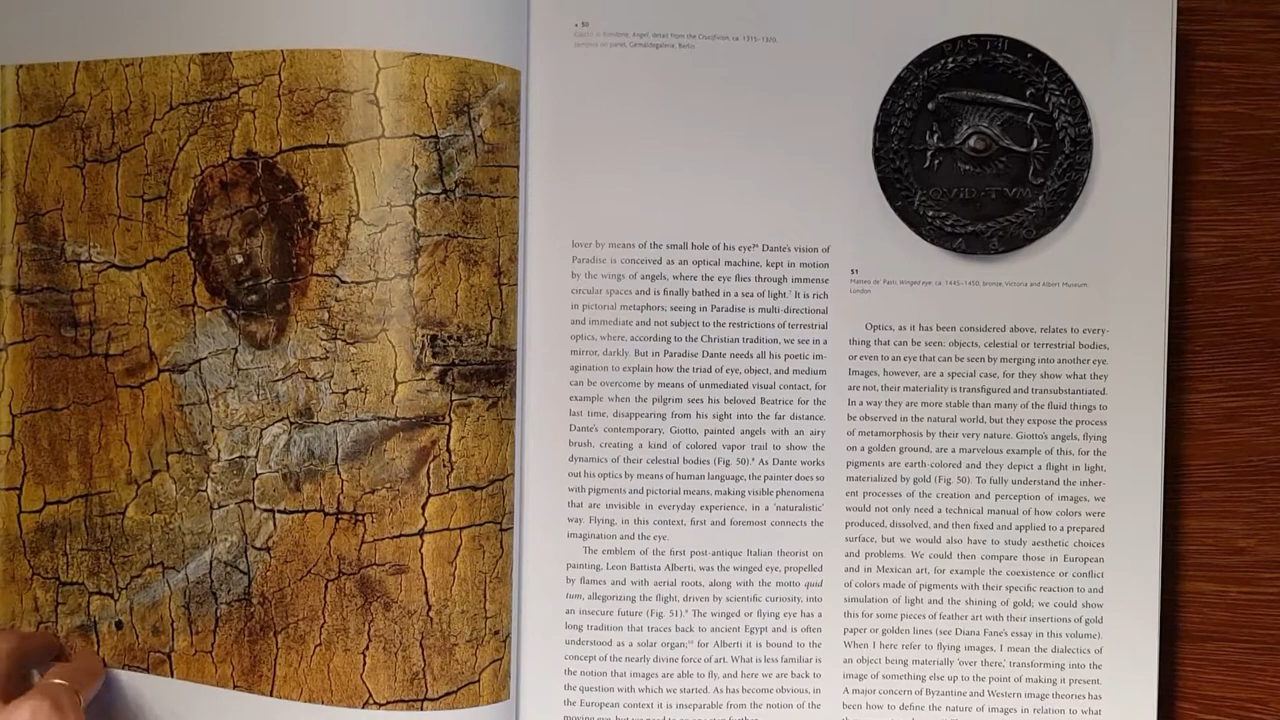 50
Giotto di Bondone, Angel, detail from the Crucifixion, ca. 1315–1320,
tempera on panel, Gemäldegalerie, Berlin.
lover by means of the small hole of his eye?⁶ Dante's vision of
Paradise is conceived as an optical machine, kept in motion
by the wings of angels, where the eye flies through immense
circular spaces and is finally bathed in a sea of light.⁷ It is rich
in pictorial metaphors; seeing in Paradise is multi-directional
and immediate and not subject to the restrictions of terrestrial
optics, where, according to the Christian tradition, we see in a
mirror, darkly. But in Paradise Dante needs all his poetic im-
agination to explain how the triad of eye, object, and medium
can be overcome by means of unmediated visual contact, for
example when the pilgrim sees his beloved Beatrice for the
last time, disappearing from his sight into the far distance.
Dante's contemporary, Giotto, painted angels with an airy
brush, creating a kind of colored vapor trail to show the
dynamics of their celestial bodies (Fig. 50).⁸ As Dante works
out his optics by means of human language, the painter does so
with pigments and pictorial means, making visible phenomena
that are invisible in everyday experience, in a 'naturalistic'
way. Flying, in this context, first and foremost connects the
imagination and the eye.
The emblem of the first post-antique Italian theorist on
painting, Leon Battista Alberti, was the winged eye, propelled
by flames and with aerial roots, along with the motto quid
tum, allegorizing the flight, driven by scientific curiosity, into
an insecure future (Fig. 51).⁹ The winged or flying eye has a
long tradition that traces back to ancient Egypt and is often
understood as a solar organ;¹⁰ for Alberti it is bound to the
concept of the nearly divine force of art. What is less familiar is
the notion that images are able to fly, and here we are back to
the question with which we started. As has become obvious, in
the European context it is inseparable from the notion of the
moving eye, but we need to go one step further.
PASTII · VERONENSIS
QVID · TVM
OPVS
51
Matteo de' Pasti, Winged eye, ca. 1445–1450, bronze, Victoria and Albert Museum,
London
Optics, as it has been considered above, relates to every-
thing that can be seen: objects, celestial or terrestrial bodies,
or even to an eye that can be seen by merging into another eye.
Images, however, are a special case, for they show what they
are not, their materiality is transfigured and transubstantiated.
In a way they are more stable than many of the fluid things to
be observed in the natural world, but they expose the process
of metamorphosis by their very nature. Giotto's angels, flying
on a golden ground, are a marvelous example of this, for the
pigments are earth-colored and they depict a flight in light,
materialized by gold (Fig. 50). To fully understand the inher-
ent processes of the creation and perception of images, we
would not only need a technical manual of how colors were
produced, dissolved, and then fixed and applied to a prepared
surface, but we would also have to study aesthetic choices
and problems. We could then compare those in European
and in Mexican art, for example the coexistence or conflict
of colors made of pigments with their specific reaction to and
simulation of light and the shining of gold; we could show
this for some pieces of feather art with their insertions of gold
paper or golden lines (see Diana Fane's essay in this volume).
When I here refer to flying images, I mean the dialectics of
an object being materially 'over there,' transforming into the
image of something else up to the point of making it present.
A major concern of Byzantine and Western image theories has
been how to define the nature of images in relation to what